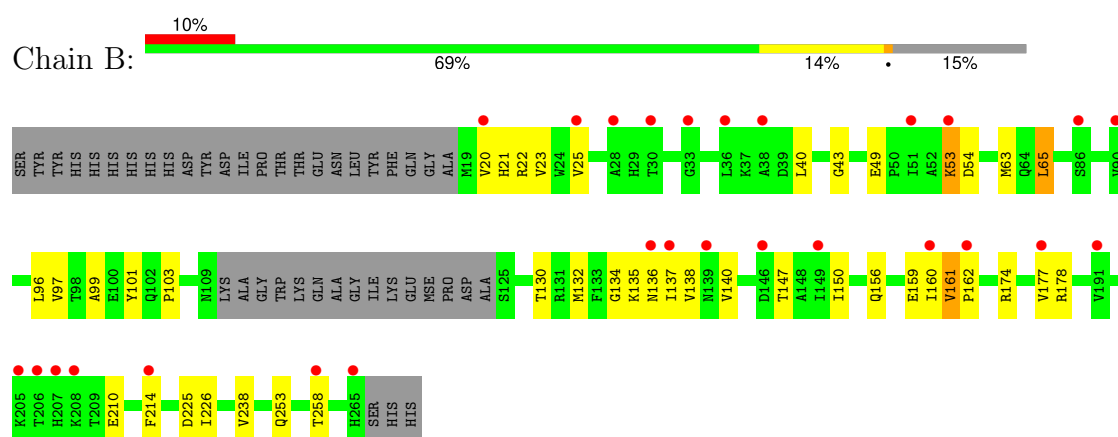 10%
Chain B:
69% 14% • 15%
SER TYR TYR HIS HIS HIS HIS HIS HIS ASP TYR ASP ILE PRO THR THR GLU ASN LEU TYR PHE GLN GLY ALA M19 V20 H21 R22 V23 W24 V25 A28 H29 T30 G33 L36 K37 A38 D39 L40 G43 E49 P50 I51 A52 K53 D54 M63 Q64 L65 S86
L96 V97 T98 A99 E100 Y101 Q102 P103 N109 LYS ALA GLY TRP LYS GLN ALA GLY ILE LYS GLU MSE PRO ASP ALA S125 T130 R131 M132 F133 G134 K135 N136 I137 V138 N139 V140 D146 T147 A148 I149 I150 Q156 E159 I160 V161 P162 R174 V177 R178 V191
K205 T206 H207 K208 T209 E210 F214 D225 I226 V238 Q253 T258 H265 SER HIS HIS